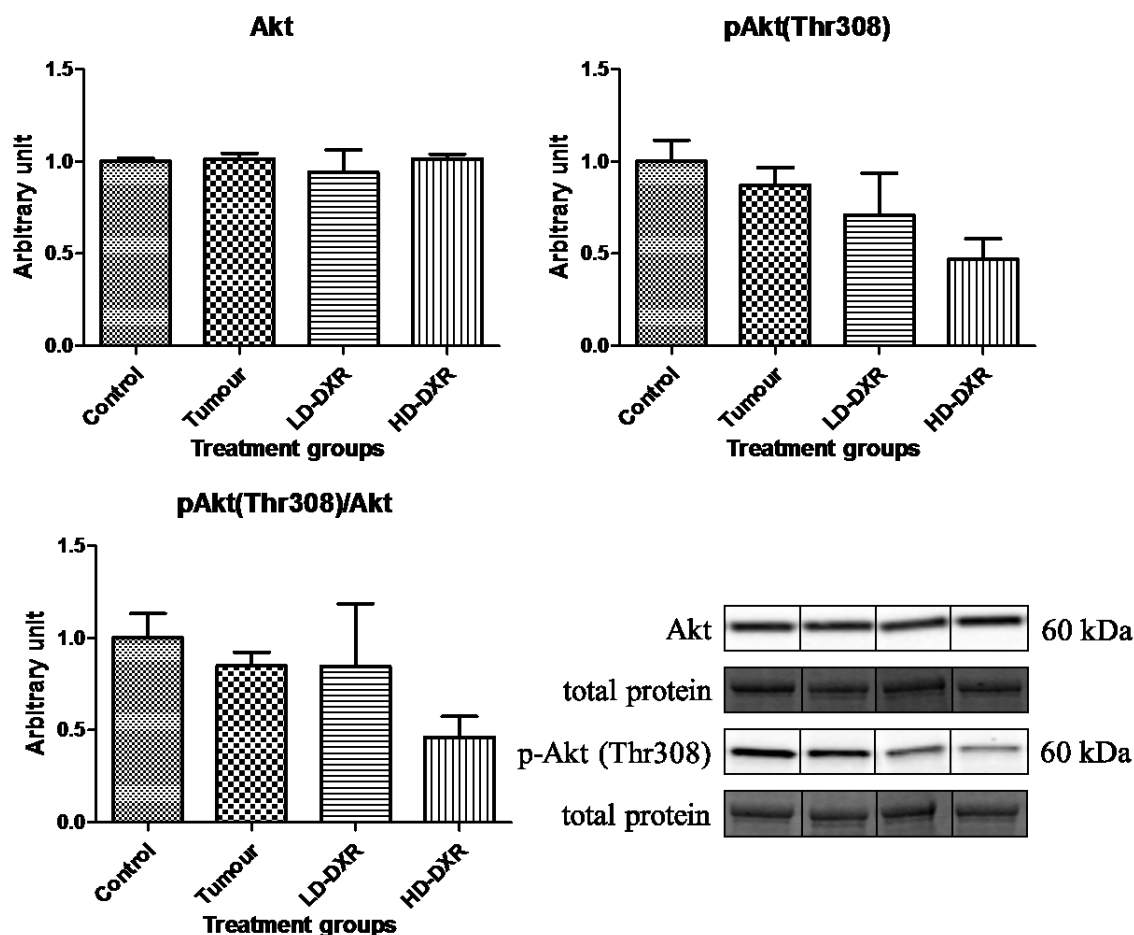 Akt
1.5
1.0
0.5
0.0
Arbitrary unit
Control
Tumour
LD-DXR
HD-DXR
Treatment groups
pAkt(Thr308)
1.5
1.0
0.5
0.0
Arbitrary unit
Control
Tumour
LD-DXR
HD-DXR
Treatment groups
pAkt(Thr308)/Akt
1.5
1.0
0.5
0.0
Arbitrary unit
Control
Tumour
LD-DXR
HD-DXR
Treatment groups
Akt 60 kDa
total protein
p-Akt (Thr308) 60 kDa
total protein